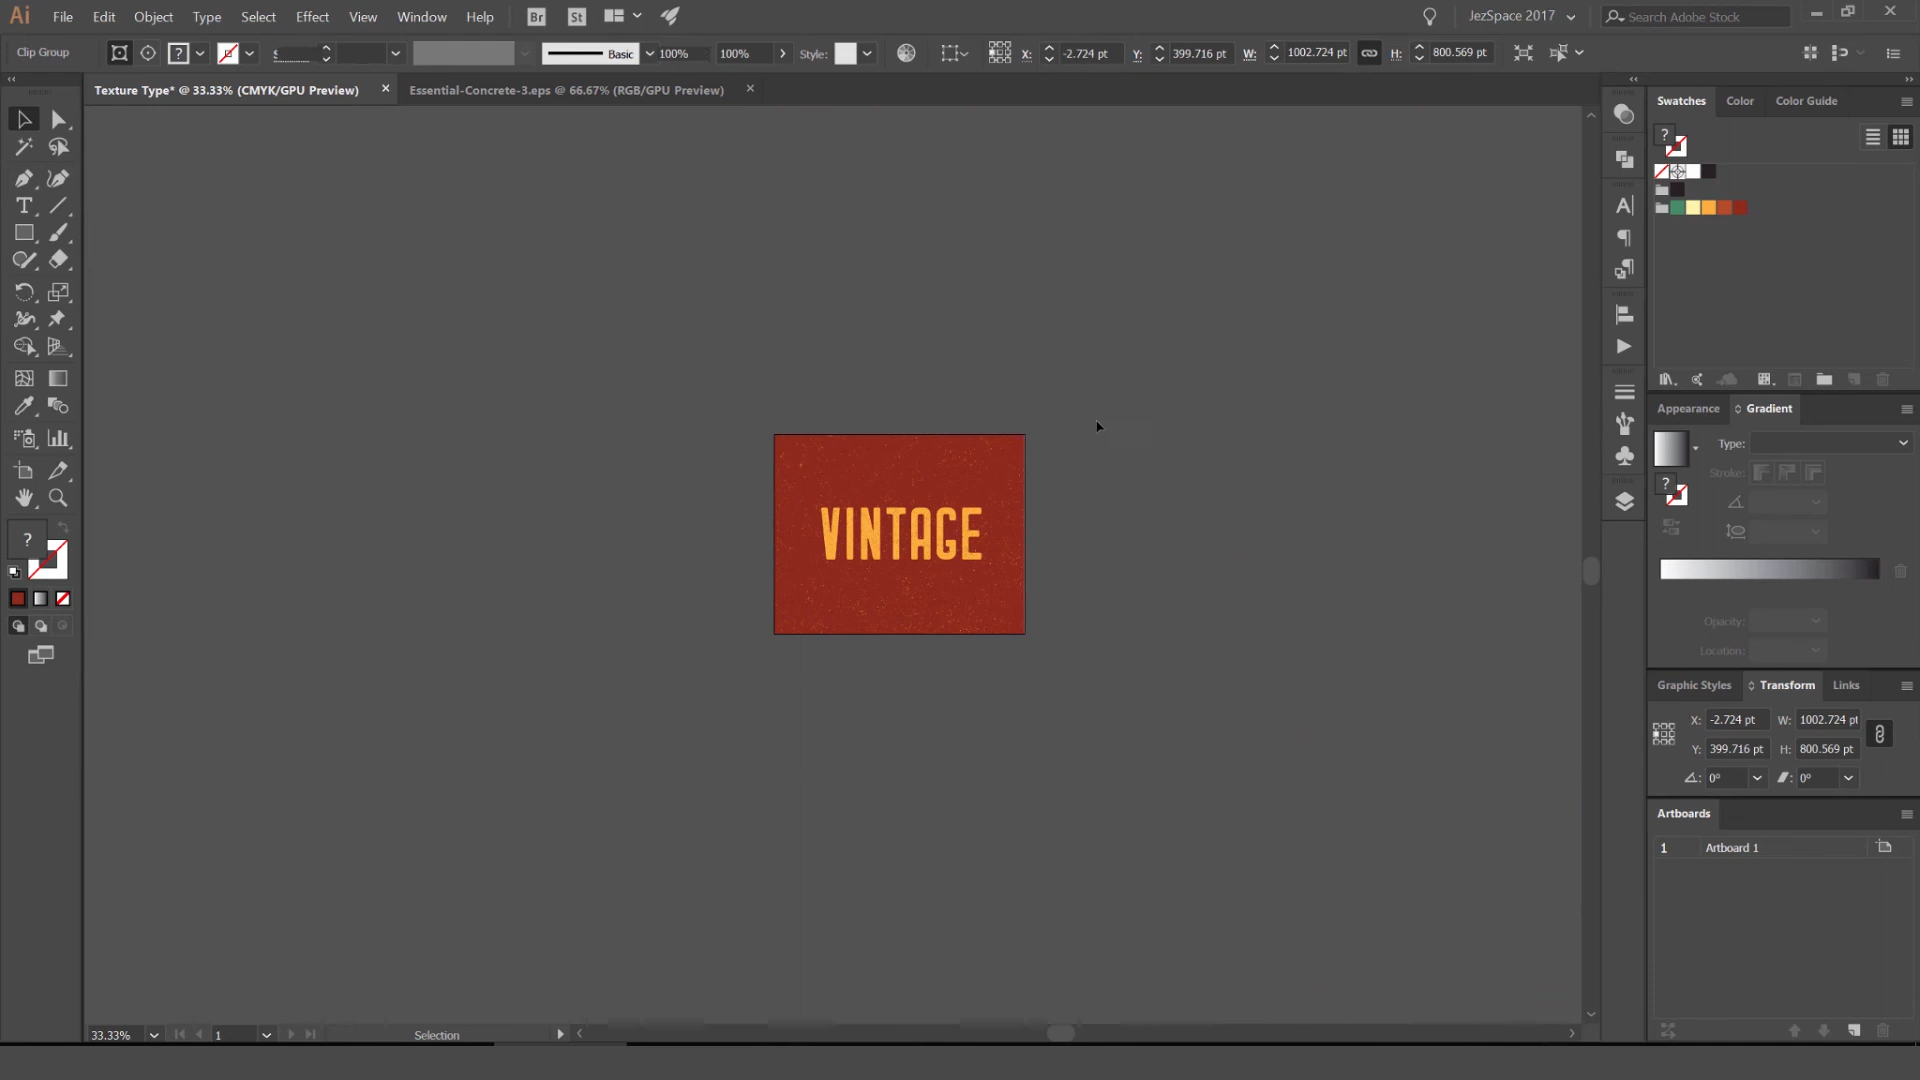 Ai File Edit Object Type Select Effect View Window Help Br St JezSpace 2017 Search Adobe Stock
Clip Group ? Basic 100% 100% Style: X: -2.724 pt Y: 399.716 pt W: 1002.724 pt H: 800.569 pt
Texture Type* @ 33.33% (CMYK/GPU Preview) × Essential-Concrete-3.eps @ 66.67% (RGB/GPU Preview) ×
Swatches Color Color Guide
?
Appearance Gradient
Type:
Stroke:
?
VINTAGE
?
Opacity:
Location:
Graphic Styles Transform Links
X: -2.724 pt W: 1002.724 pt
Y: 399.716 pt H: 800.569 pt
0° 0°
Artboards
1 Artboard 1
33.33% 1 Selection